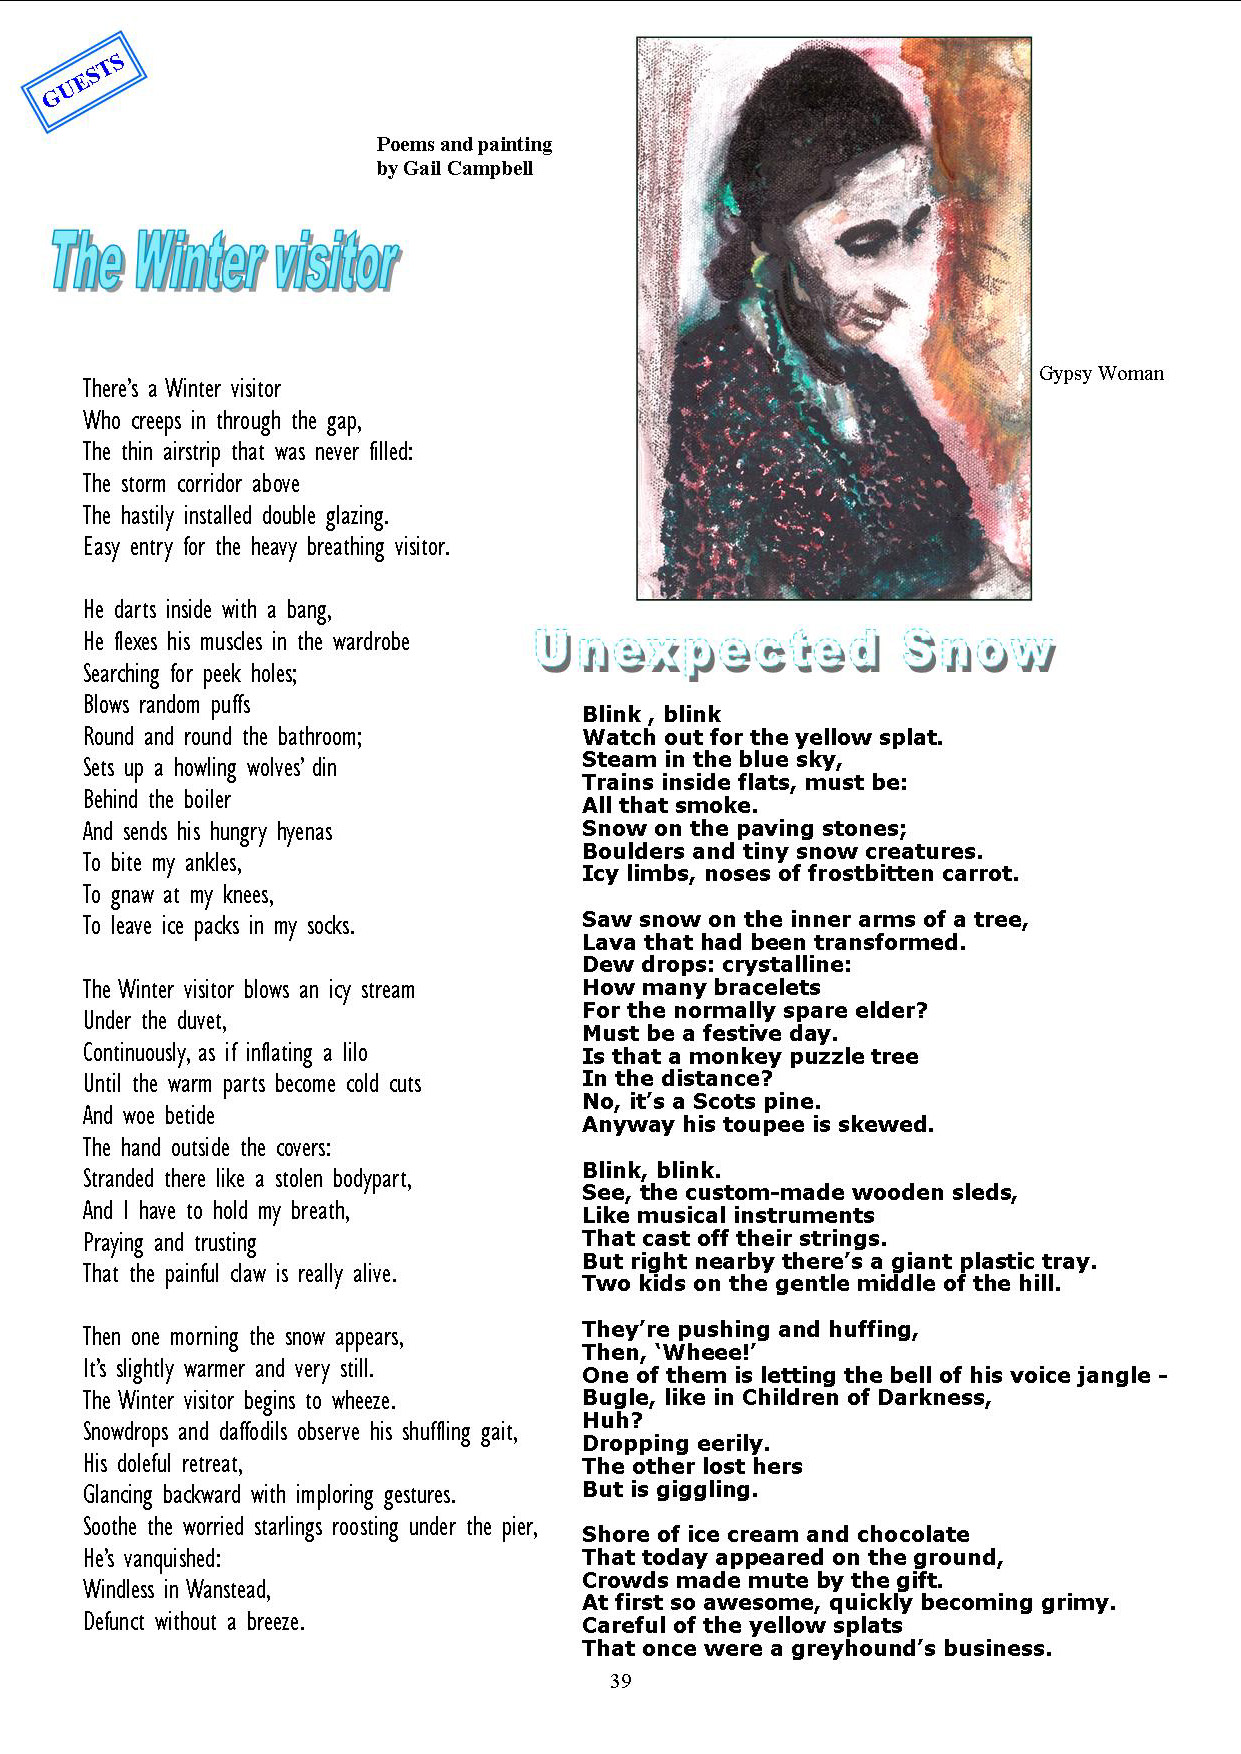 GUESTS
Poems and painting
by Gail Campbell
The Winter visitor
There's a Winter visitor
Who creeps in through the gap,
The thin airstrip that was never filled:
The storm corridor above
The hastily installed double glazing.
Easy entry for the heavy breathing visitor.
He darts inside with a bang,
He flexes his muscles in the wardrobe
Searching for peek holes;
Blows random puffs
Round and round the bathroom;
Sets up a howling wolves' din
Behind the boiler
And sends his hungry hyenas
To bite my ankles,
To gnaw at my knees,
To leave ice packs in my socks.
The Winter visitor blows an icy stream
Under the duvet,
Continuously, as if inflating a lilo
Until the warm parts become cold cuts
And woe betide
The hand outside the covers:
Stranded there like a stolen bodypart,
And I have to hold my breath,
Praying and trusting
That the painful claw is really alive.
Then one morning the snow appears,
It's slightly warmer and very still.
The Winter visitor begins to wheeze.
Snowdrops and daffodils observe his shuffling gait,
His doleful retreat,
Glancing backward with imploring gestures.
Soothe the worried starlings roosting under the pier,
He's vanquished:
Windless in Wanstead,
Defunct without a breeze.
Gypsy Woman
Unexpected Snow
Blink , blink
Watch out for the yellow splat.
Steam in the blue sky,
Trains inside flats, must be:
All that smoke.
Snow on the paving stones;
Boulders and tiny snow creatures.
Icy limbs, noses of frostbitten carrot.
Saw snow on the inner arms of a tree,
Lava that had been transformed.
Dew drops: crystalline:
How many bracelets
For the normally spare elder?
Must be a festive day.
Is that a monkey puzzle tree
In the distance?
No, it's a Scots pine.
Anyway his toupee is skewed.
Blink, blink.
See, the custom-made wooden sleds,
Like musical instruments
That cast off their strings.
But right nearby there's a giant plastic tray.
Two kids on the gentle middle of the hill.
They're pushing and huffing,
Then, 'Wheee!'
One of them is letting the bell of his voice jangle -
Bugle, like in Children of Darkness,
Huh?
Dropping eerily.
The other lost hers
But is giggling.
Shore of ice cream and chocolate
That today appeared on the ground,
Crowds made mute by the gift.
At first so awesome, quickly becoming grimy.
Careful of the yellow splats
That once were a greyhound's business.
39